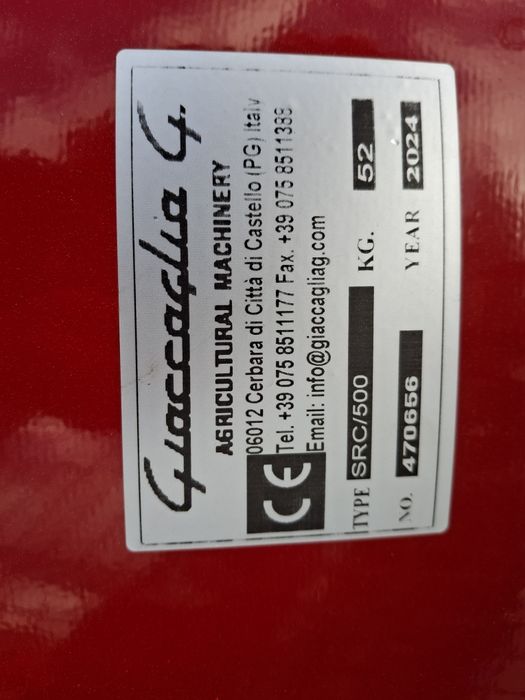 Giaccaglia G.
AGRICULTURAL MACHINERY
06012 Cerbara di Città di Castello (PG) Italy
Tel. +39 075 8511177 Fax. +39 075 8511388
Email: info@giaccagliag.com
CE
TYPE SRC/500 KG. 52
NO. 470656 YEAR 2024